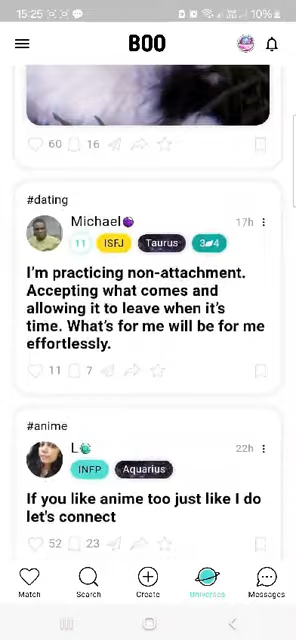 15:25
10%
BOO
60 16
#dating
Michael
17h
11 ISFJ Taurus 3 4
I'm practicing non-attachment.
Accepting what comes and
allowing it to leave when it's
time. What's for me will be for me
effortlessly.
11 7
#anime
L
22h
INFP Aquarius
If you like anime too just like I do
let's connect
52 23
Match Search Create Universes Messages